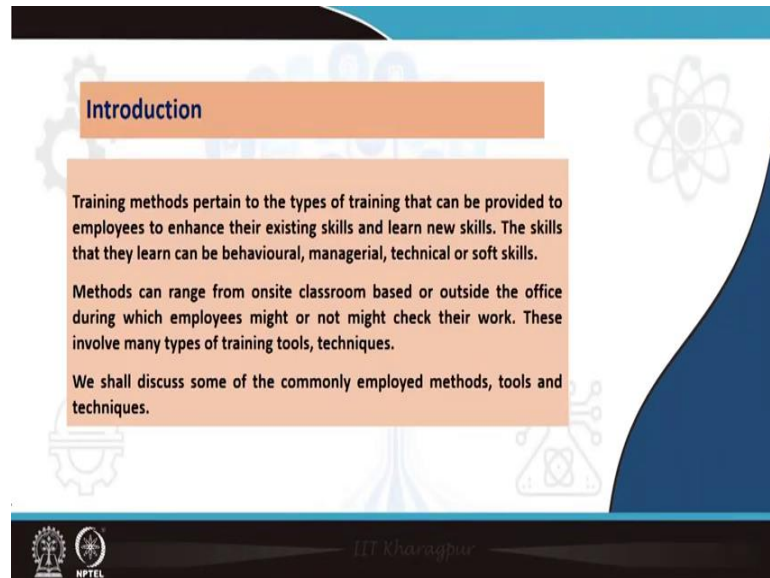 Introduction
Training methods pertain to the types of training that can be provided to
employees to enhance their existing skills and learn new skills. The skills
that they learn can be behavioural, managerial, technical or soft skills.
Methods can range from onsite classroom based or outside the office
during which employees might or not might check their work. These
involve many types of training tools, techniques.
We shall discuss some of the commonly employed methods, tools and
techniques.
IIT Kharagpur
NPTEL